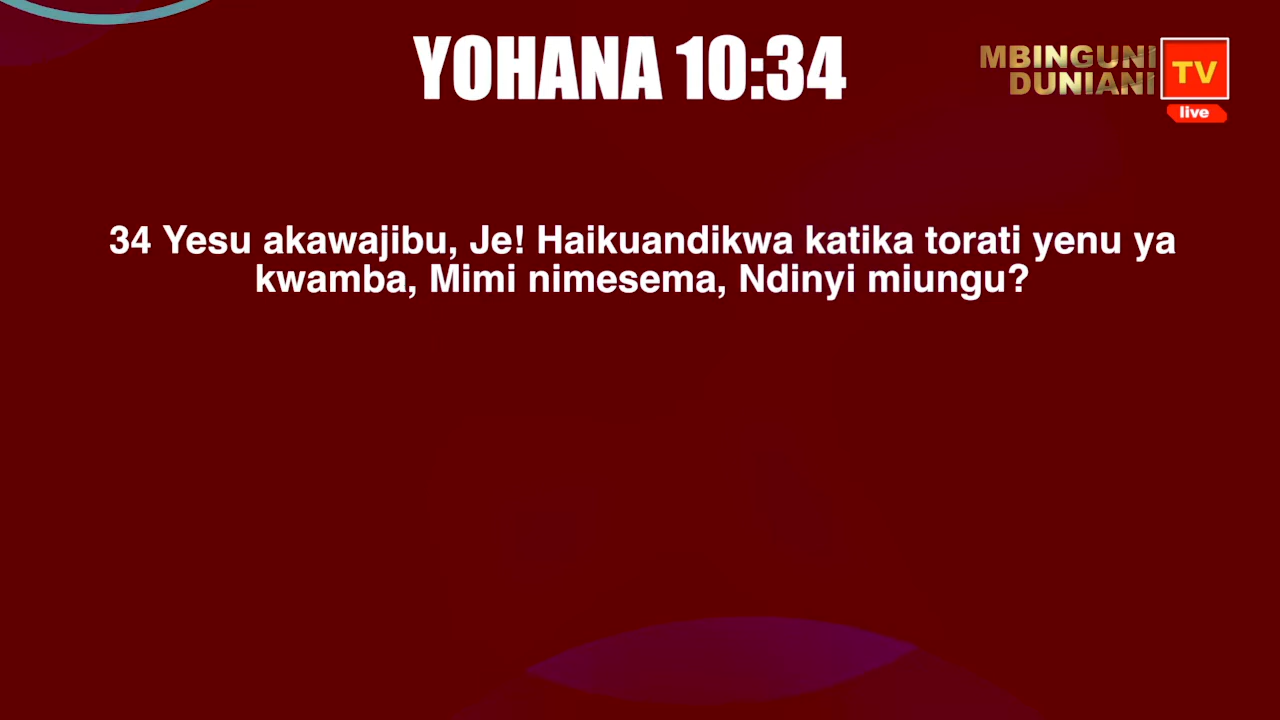 YOHANA 10:34
MBINGUNI
DUNIANI
TV
live
34 Yesu akawajibu, Je! Haikuandikwa katika torati yenu ya
kwamba, Mimi nimesema, Ndinyi miungu?